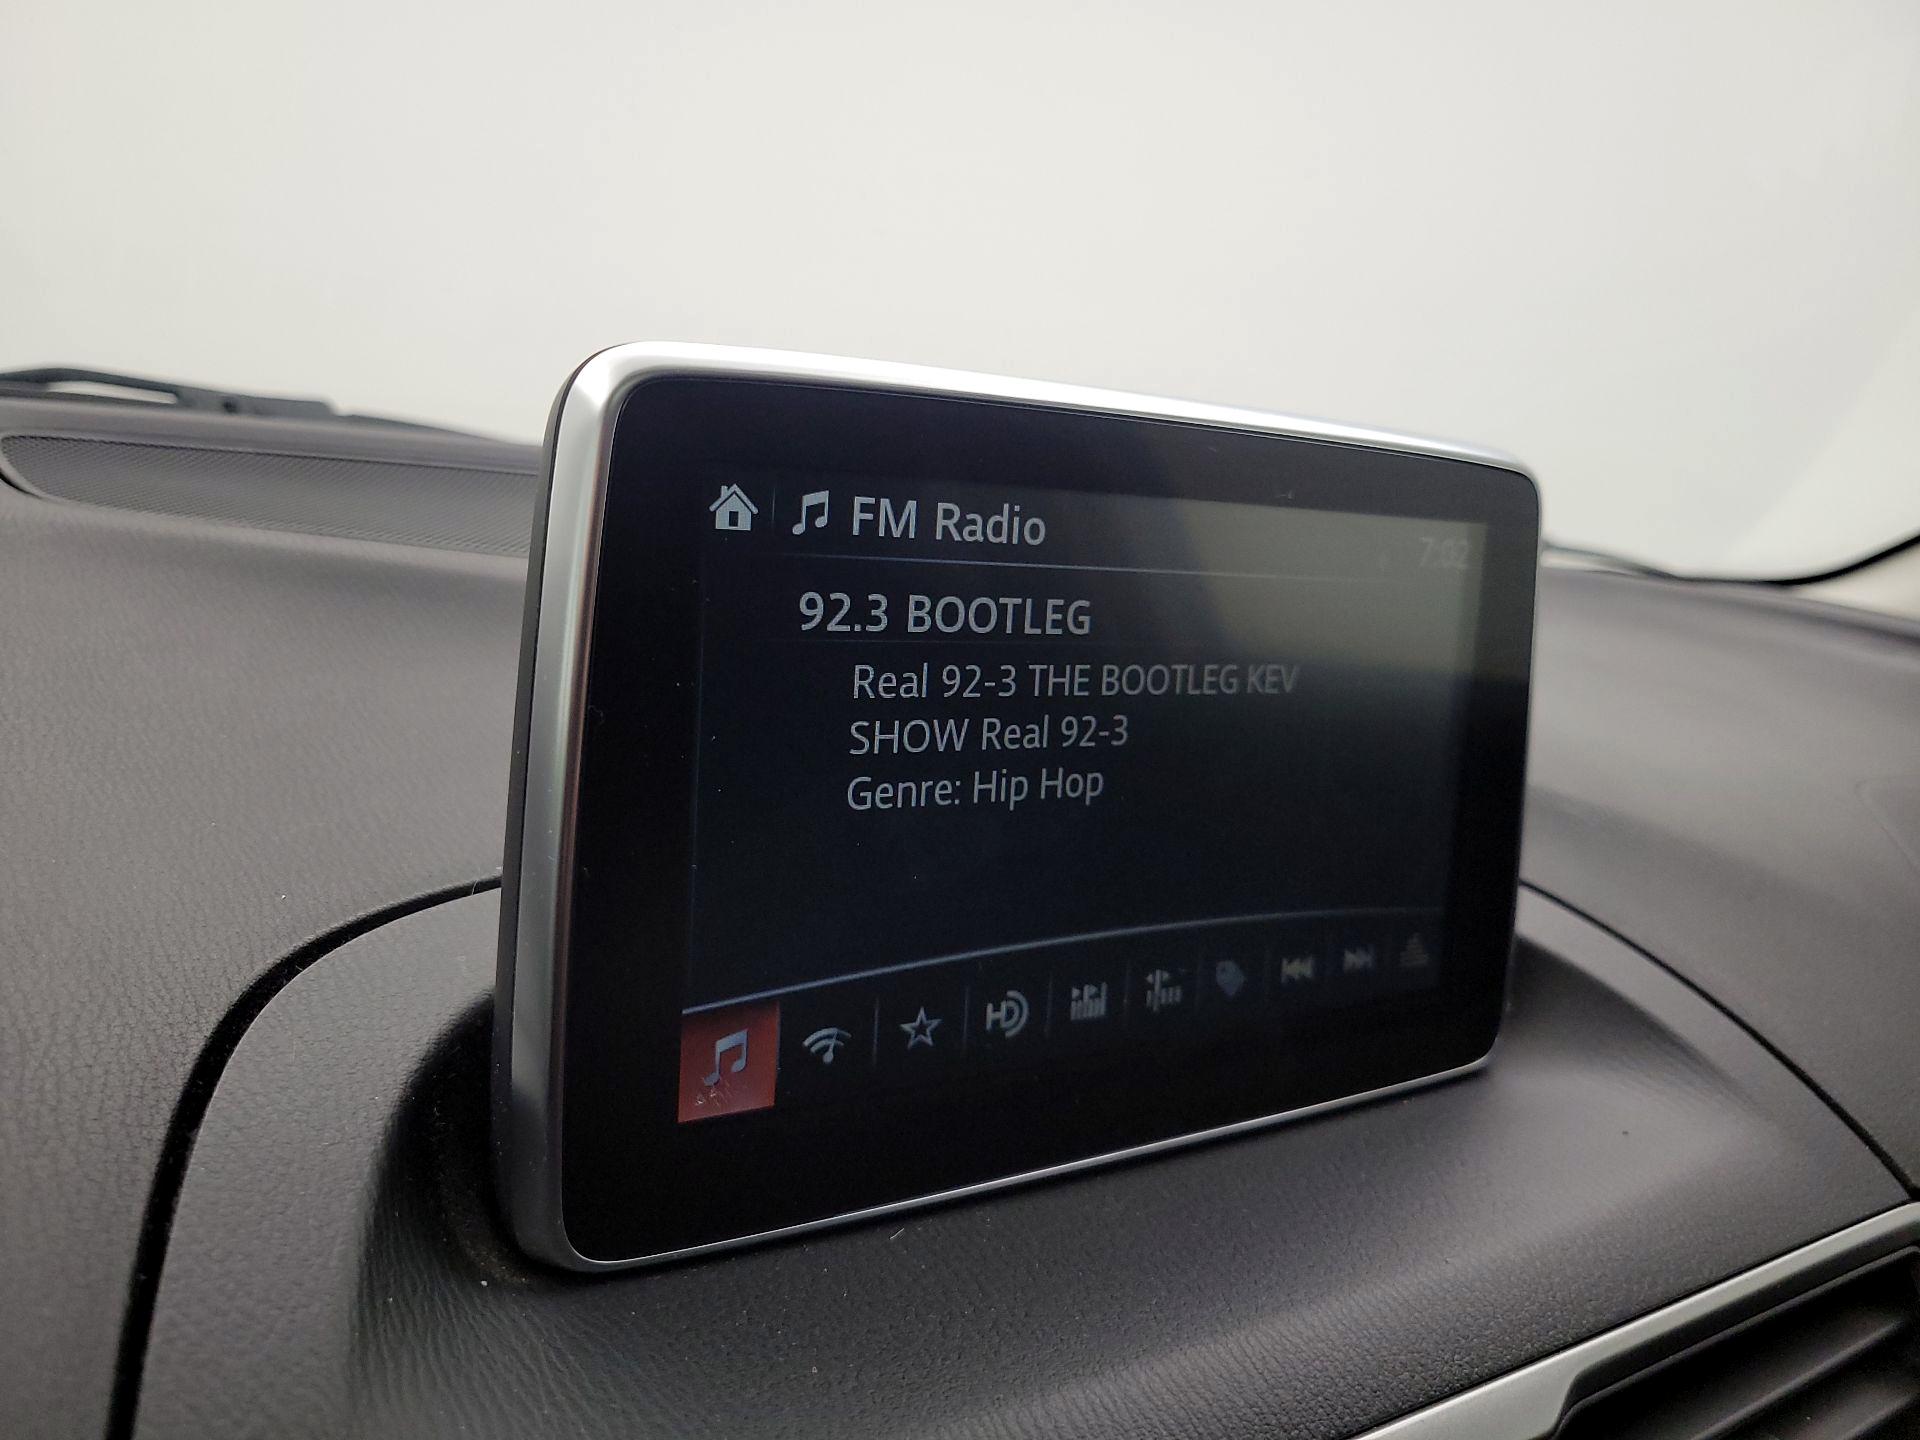 FM Radio
7:02
92.3 BOOTLEG
Real 92-3 THE BOOTLEG KEV
SHOW Real 92-3
Genre: Hip Hop
HD